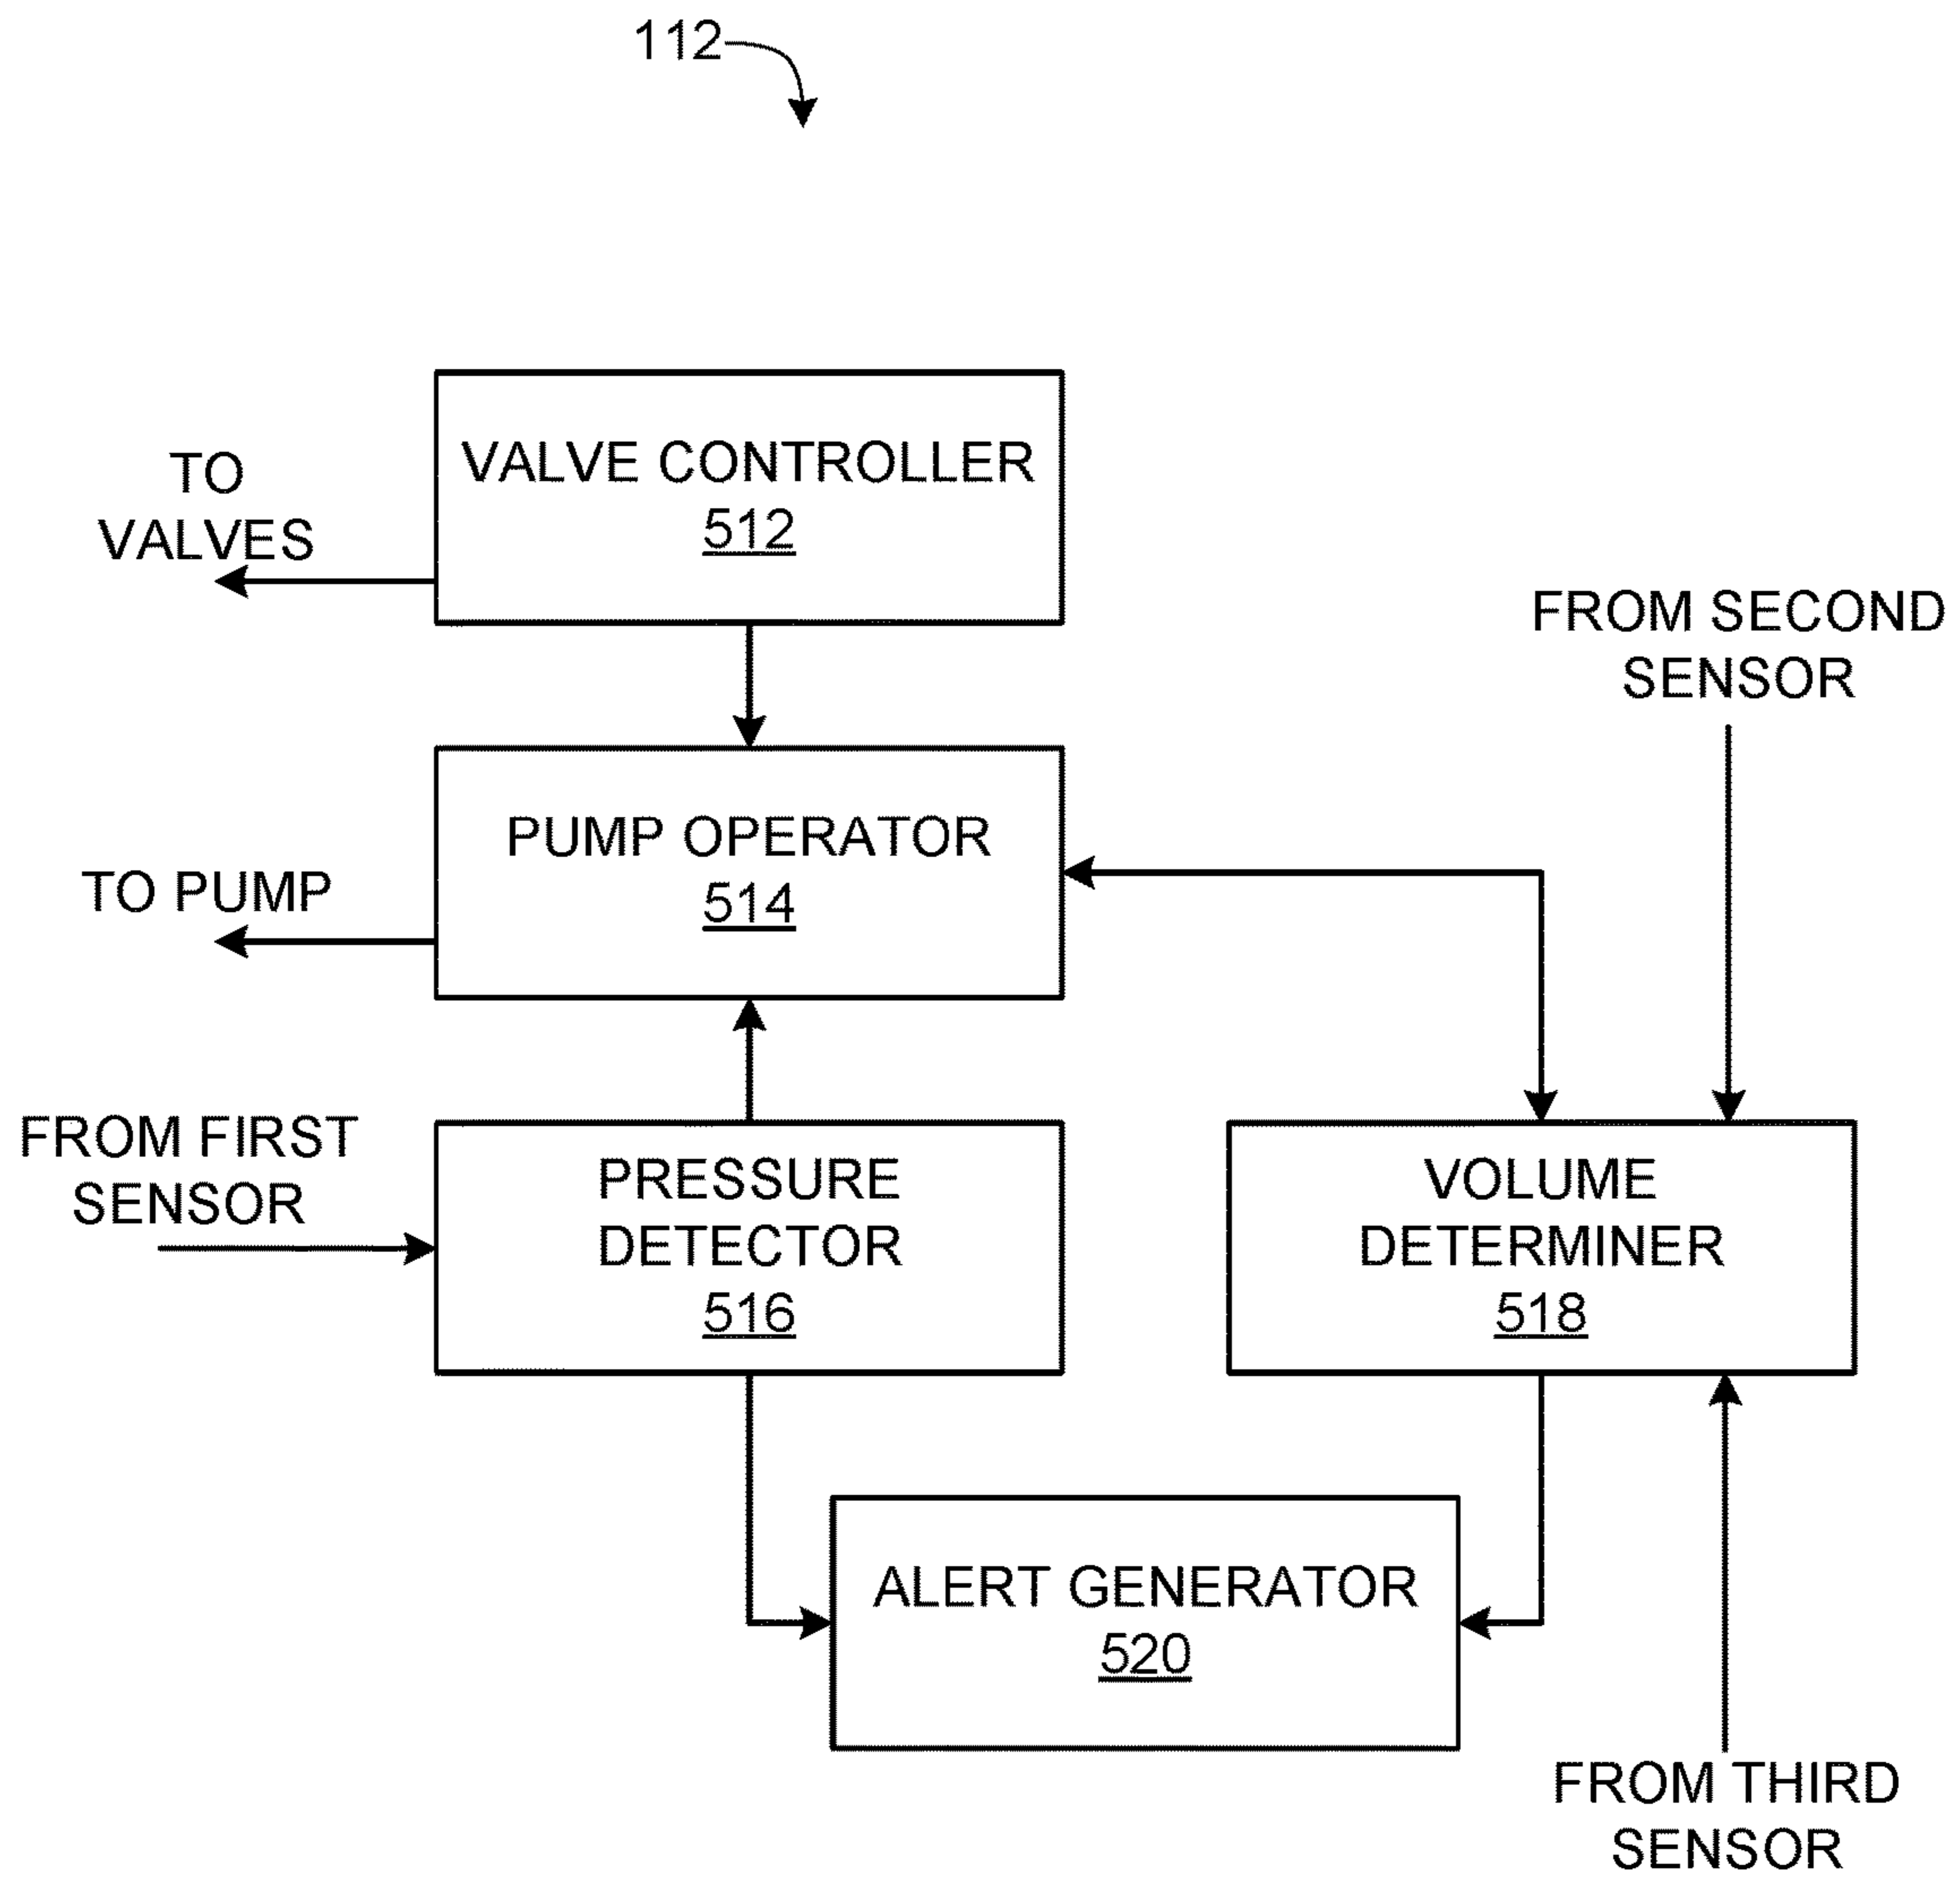 112
VALVE CONTROLLER
512
TO
VALVES
FROM SECOND
SENSOR
PUMP OPERATOR
514
TO PUMP
FROM FIRST
SENSOR
PRESSURE
DETECTOR
516
VOLUME
DETERMINER
518
ALERT GENERATOR
520
FROM THIRD
SENSOR